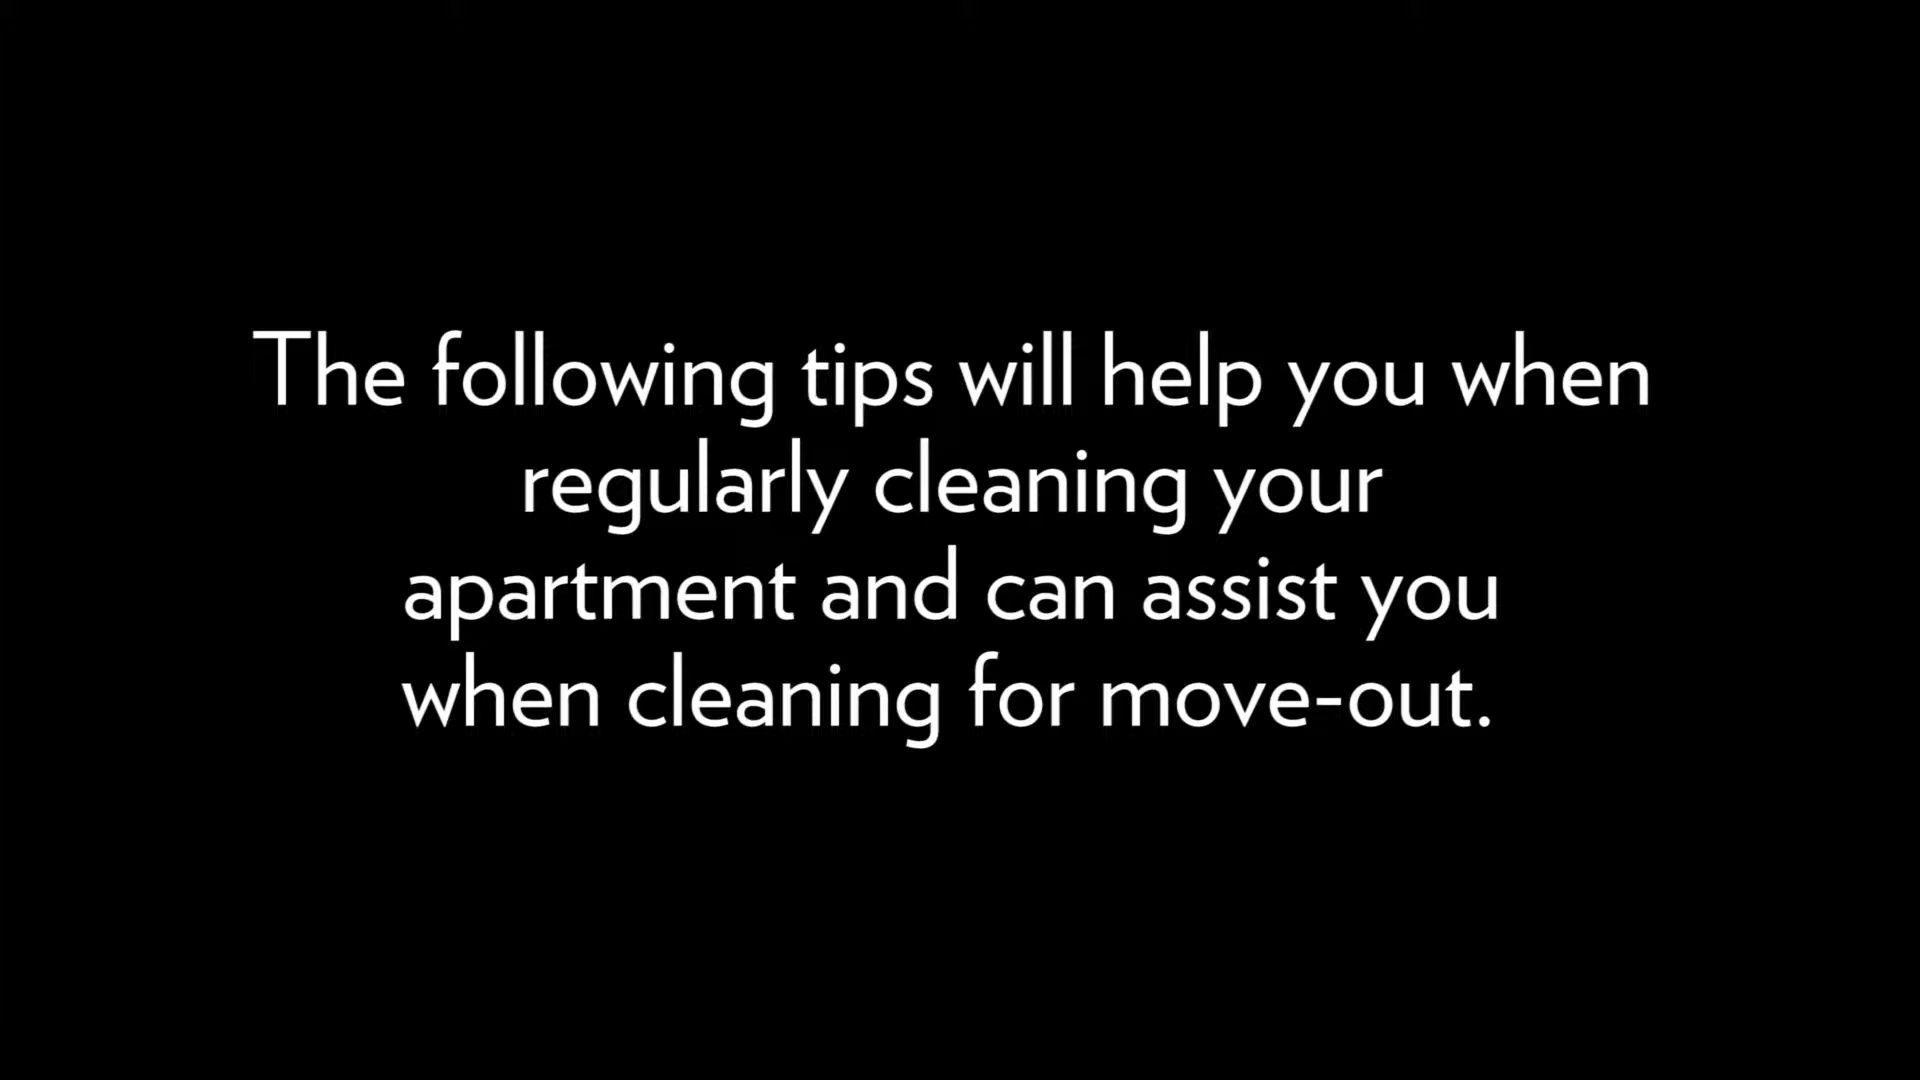 The following tips will help you when
regularly cleaning your
apartment and can assist you
when cleaning for move-out.